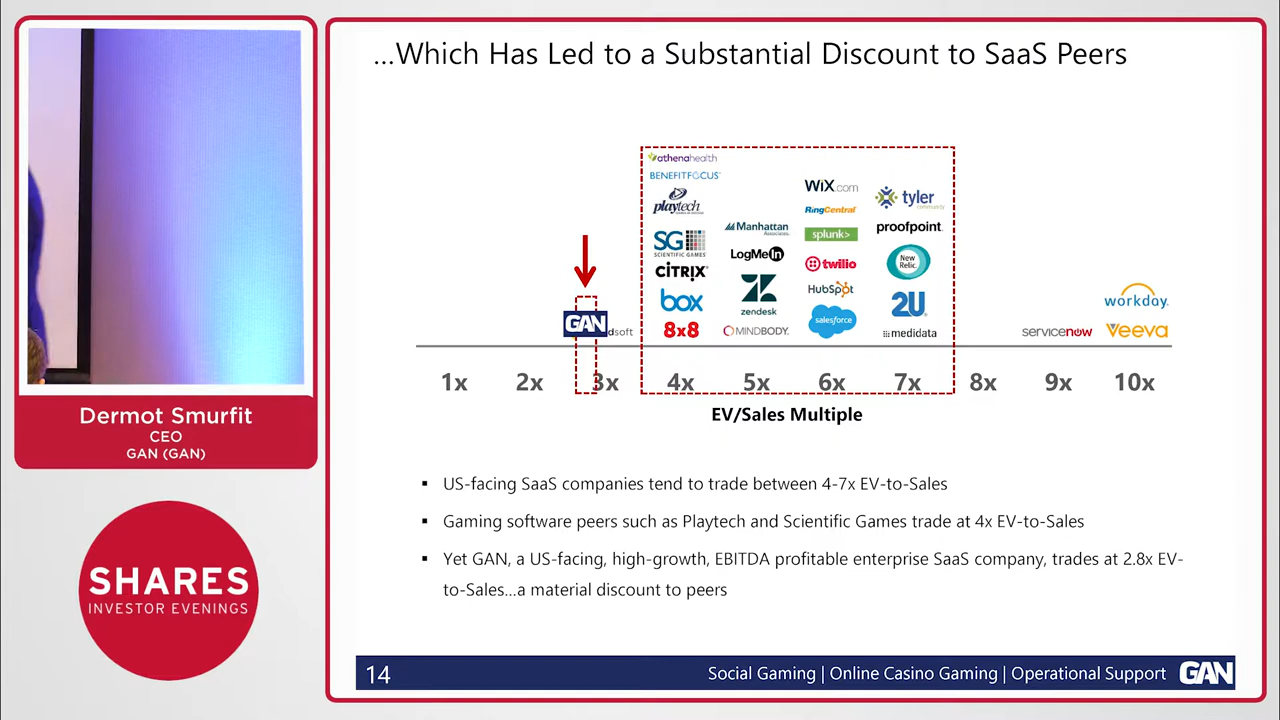 ...Which Has Led to a Substantial Discount to SaaS Peers
athenahealth
BENEFITFOCUS
playtech
SG
SCIENTIFIC GAMES
CITRIX
box
8x8
Manhattan
Associates
LogMeIn
zendesk
MINDBODY
WiX.com
RingCentral
splunk>
twilio
HubSpot
salesforce
tyler
community
proofpoint
New
Relic
2U
medidata
GAN
dsoft
servicenow
workday
veeva
1x 2x 3x 4x 5x 6x 7x 8x 9x 10x
EV/Sales Multiple
▪ US-facing SaaS companies tend to trade between 4-7x EV-to-Sales
▪ Gaming software peers such as Playtech and Scientific Games trade at 4x EV-to-Sales
▪ Yet GAN, a US-facing, high-growth, EBITDA profitable enterprise SaaS company, trades at 2.8x EV-
to-Sales...a material discount to peers
14
Social Gaming | Online Casino Gaming | Operational Support GAN
Dermot Smurfit
CEO
GAN (GAN)
SHARES
INVESTOR EVENINGS